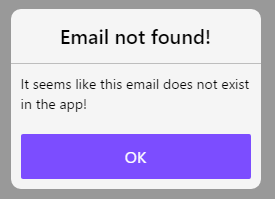 Email not found!
It seems like this email does not exist
in the app!
OK